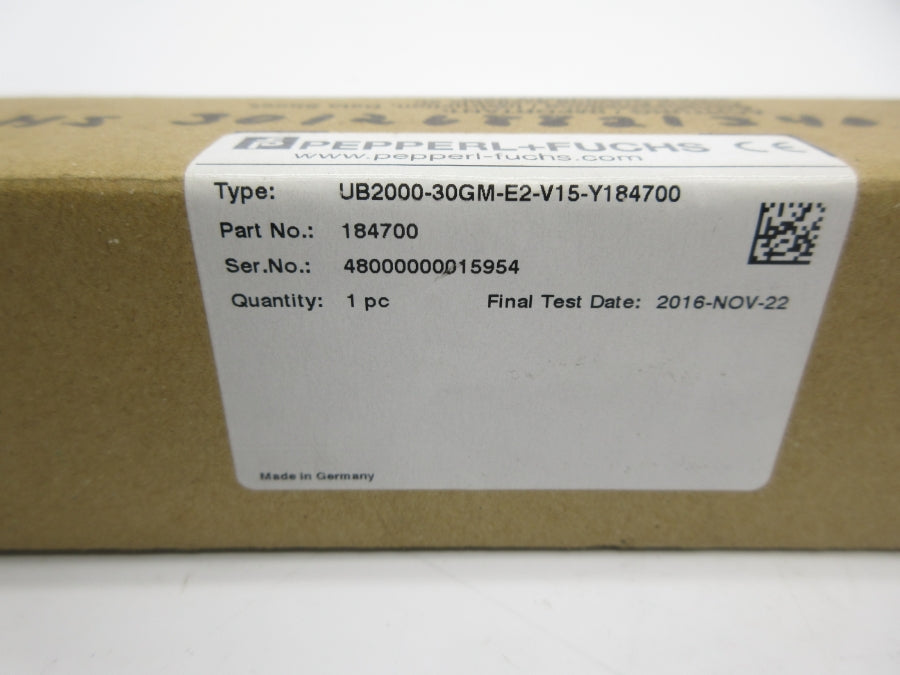 PEPPERL+FUCHS CE
www.pepperl-fuchs.com
Type: UB2000-30GM-E2-V15-Y184700
Part No.: 184700
Ser.No.: 48000000015954
Quantity: 1 pc Final Test Date: 2016-NOV-22
Made in Germany